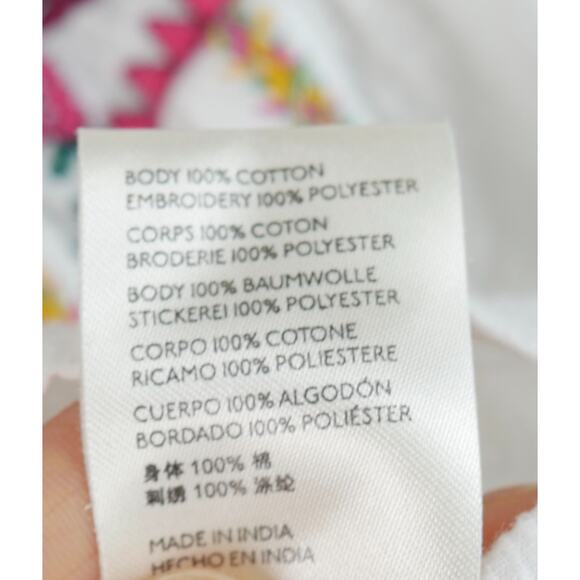 BODY 100% COTTON
EMBROIDERY 100% POLYESTER
CORPS 100% COTON
BRODERIE 100% POLYESTER
BODY 100% BAUMWOLLE
STICKEREI 100% POLYESTER
CORPO 100% COTONE
RICAMO 100% POLIESTERE
CUERPO 100% ALGODÓN
BORDADO 100% POLIÉSTER
身体 100% 棉
刺绣 100% 涤纶
MADE IN INDIA
HECHO EN INDIA